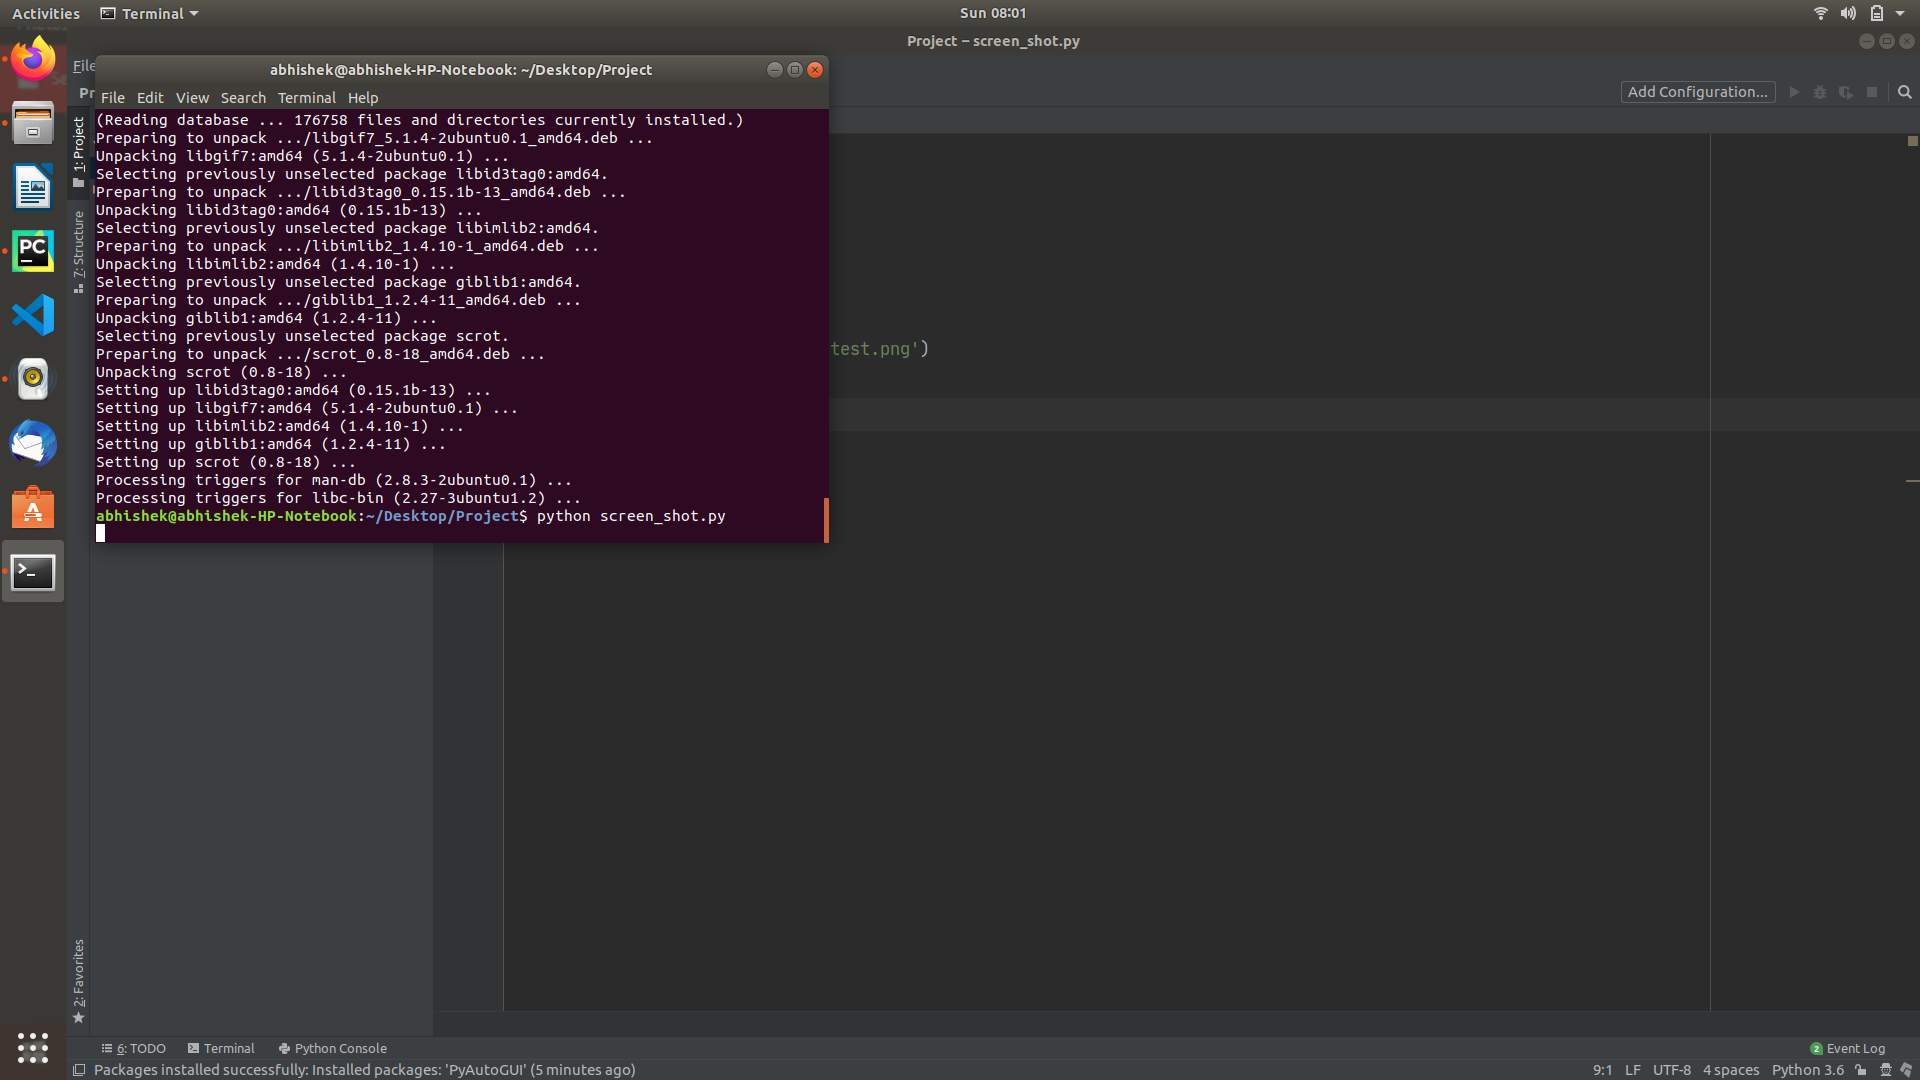 Activities
Terminal
Sun 08:01
Project – screen_shot.py
File
Pr
Add Configuration...
abhishek@abhishek-HP-Notebook: ~/Desktop/Project
File Edit View Search Terminal Help
(Reading database ... 176758 files and directories currently installed.)
Preparing to unpack .../libgif7_5.1.4-2ubuntu0.1_amd64.deb ...
Unpacking libgif7:amd64 (5.1.4-2ubuntu0.1) ...
Selecting previously unselected package libid3tag0:amd64.
Preparing to unpack .../libid3tag0_0.15.1b-13_amd64.deb ...
Unpacking libid3tag0:amd64 (0.15.1b-13) ...
Selecting previously unselected package libimlib2:amd64.
Preparing to unpack .../libimlib2_1.4.10-1_amd64.deb ...
Unpacking libimlib2:amd64 (1.4.10-1) ...
Selecting previously unselected package giblib1:amd64.
Preparing to unpack .../giblib1_1.2.4-11_amd64.deb ...
Unpacking giblib1:amd64 (1.2.4-11) ...
Selecting previously unselected package scrot.
Preparing to unpack .../scrot_0.8-18_amd64.deb ...
Unpacking scrot (0.8-18) ...
Setting up libid3tag0:amd64 (0.15.1b-13) ...
Setting up libgif7:amd64 (5.1.4-2ubuntu0.1) ...
Setting up libimlib2:amd64 (1.4.10-1) ...
Setting up giblib1:amd64 (1.2.4-11) ...
Setting up scrot (0.8-18) ...
Processing triggers for man-db (2.8.3-2ubuntu0.1) ...
Processing triggers for libc-bin (2.27-3ubuntu1.2) ...
abhishek@abhishek-HP-Notebook:~/Desktop/Project$ python screen_shot.py
test.png')
1: Project
7: Structure
2: Favorites
PC
6: TODO
Terminal
Python Console
2 Event Log
Packages installed successfully: Installed packages: 'PyAutoGUI' (5 minutes ago)
9:1 LF UTF-8 4 spaces Python 3.6